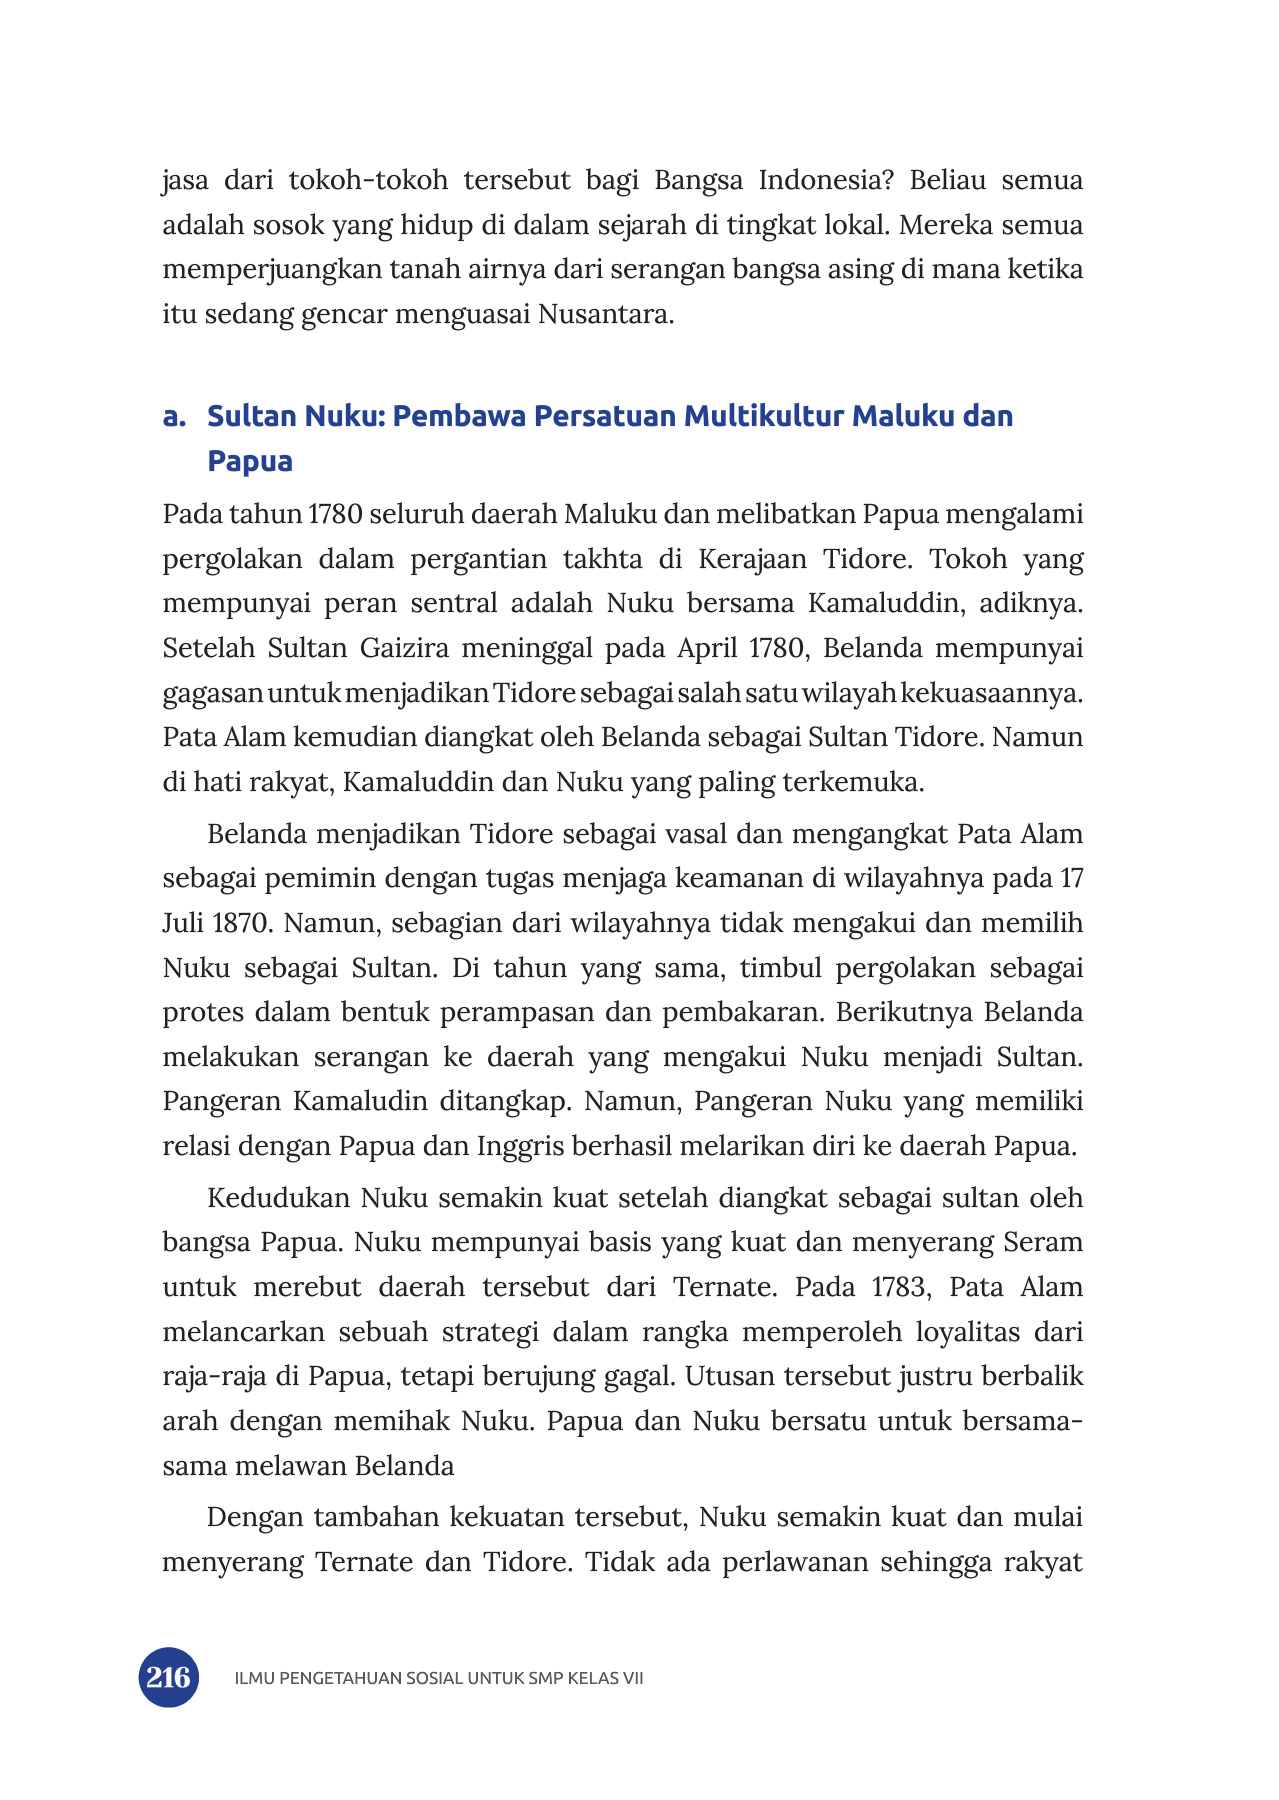 jasa dari tokoh-tokoh tersebut bagi Bangsa Indonesia? Beliau semua
adalah sosok yang hidup di dalam sejarah di tingkat lokal. Mereka semua
memperjuangkan tanah airnya dari serangan bangsa asing di mana ketika
itu sedang gencar menguasai Nusantara.
a. Sultan Nuku: Pembawa Persatuan Multikultur Maluku dan
Papua
Pada tahun 1780 seluruh daerah Maluku dan melibatkan Papua mengalami
pergolakan dalam pergantian takhta di Kerajaan Tidore. Tokoh yang
mempunyai peran sentral adalah Nuku bersama Kamaluddin, adiknya.
Setelah Sultan Gaizira meninggal pada April 1780, Belanda mempunyai
gagasan untuk menjadikan Tidore sebagai salah satu wilayah kekuasaannya.
Pata Alam kemudian diangkat oleh Belanda sebagai Sultan Tidore. Namun
di hati rakyat, Kamaluddin dan Nuku yang paling terkemuka.
Belanda menjadikan Tidore sebagai vasal dan mengangkat Pata Alam
sebagai pemimin dengan tugas menjaga keamanan di wilayahnya pada 17
Juli 1870. Namun, sebagian dari wilayahnya tidak mengakui dan memilih
Nuku sebagai Sultan. Di tahun yang sama, timbul pergolakan sebagai
protes dalam bentuk perampasan dan pembakaran. Berikutnya Belanda
melakukan serangan ke daerah yang mengakui Nuku menjadi Sultan.
Pangeran Kamaludin ditangkap. Namun, Pangeran Nuku yang memiliki
relasi dengan Papua dan Inggris berhasil melarikan diri ke daerah Papua.
Kedudukan Nuku semakin kuat setelah diangkat sebagai sultan oleh
bangsa Papua. Nuku mempunyai basis yang kuat dan menyerang Seram
untuk merebut daerah tersebut dari Ternate. Pada 1783, Pata Alam
melancarkan sebuah strategi dalam rangka memperoleh loyalitas dari
raja-raja di Papua, tetapi berujung gagal. Utusan tersebut justru berbalik
arah dengan memihak Nuku. Papua dan Nuku bersatu untuk bersama-
sama melawan Belanda
Dengan tambahan kekuatan tersebut, Nuku semakin kuat dan mulai
menyerang Ternate dan Tidore. Tidak ada perlawanan sehingga rakyat
216
ILMU PENGETAHUAN SOSIAL UNTUK SMP KELAS VII